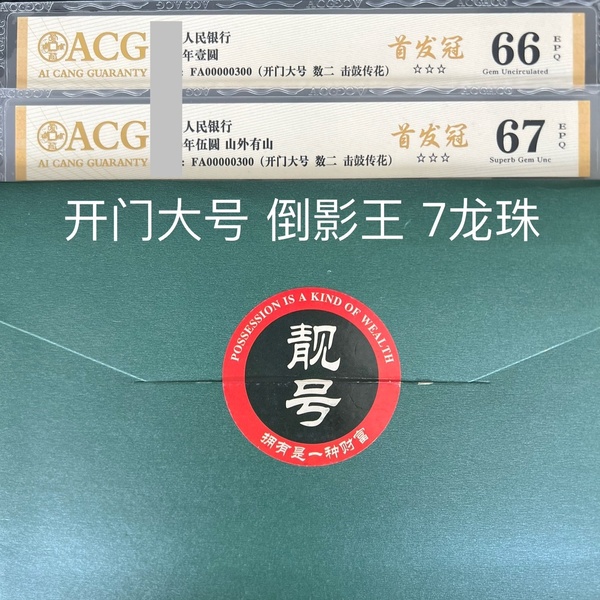 ACG
AI CANG GUARANTY
人民银行
年壹圆
: FA00000300（开门大号 数二 击鼓传花）
首发冠
☆☆☆
66
EPQ
Gem Uncirculated
ACG
AI CANG GUARANTY
人民银行
年伍圆 山外有山
: FA00000300（开门大号 数二 击鼓传花）
首发冠
☆☆☆
67
EPQ
Superb Gem Unc
开门大号 倒影王 7龙珠
POSSESSION IS A KIND OF WEALTH
靓号
拥有是一种财富